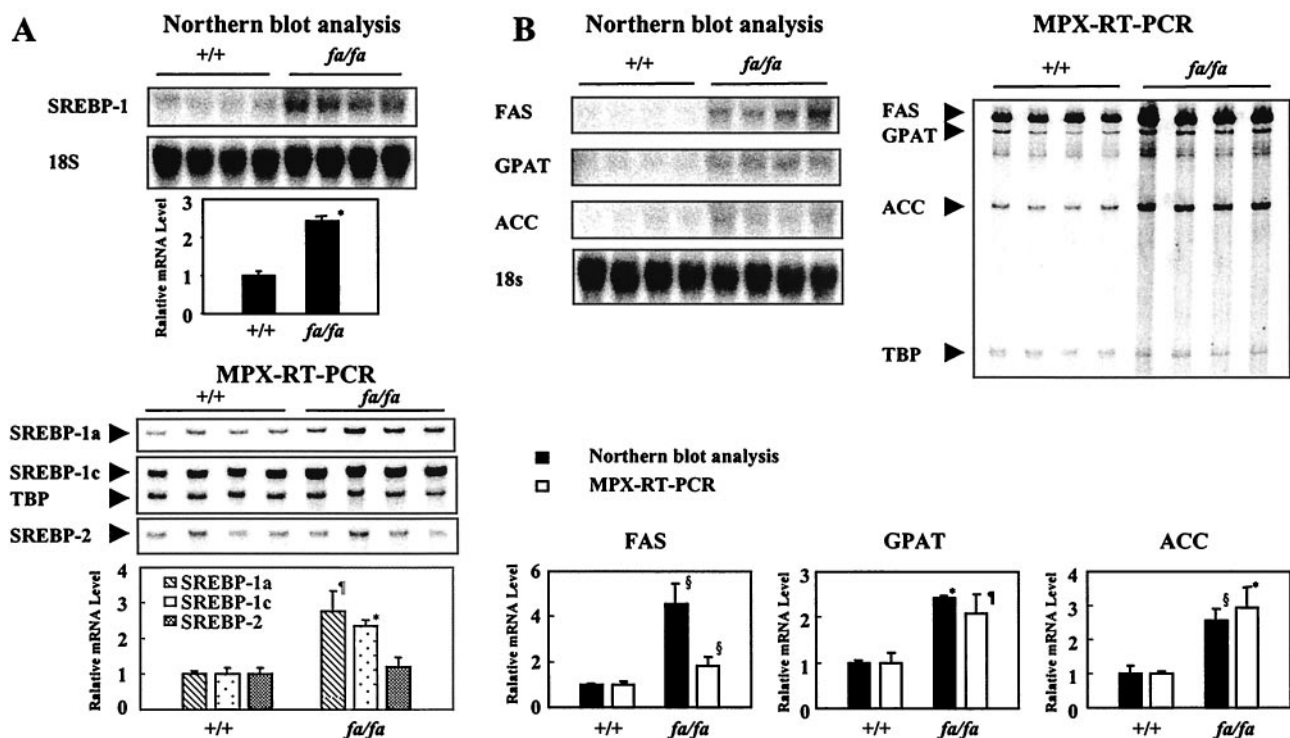 A
Northern blot analysis
+/+ fa/fa
SREBP-1
18S
Ralative mRNA Level
3
2
1
0
+/+ fa/fa
*
MPX-RT-PCR
+/+ fa/fa
SREBP-1a
SREBP-1c
TBP
SREBP-2
Ralative mRNA Level
4
3
2
1
0
SREBP-1a
SREBP-1c
SREBP-2
¶
*
+/+ fa/fa
B
Northern blot analysis
+/+ fa/fa
FAS
GPAT
ACC
18s
MPX-RT-PCR
+/+ fa/fa
FAS
GPAT
ACC
TBP
Northern blot analysis
MPX-RT-PCR
FAS
Ralative mRNA Level
6
4
2
0
§
§
+/+ fa/fa
GPAT
Ralative mRNA Level
3
2
1
0
*
¶
+/+ fa/fa
ACC
Ralative mRNA Level
4
3
2
1
0
§
*
+/+ fa/fa